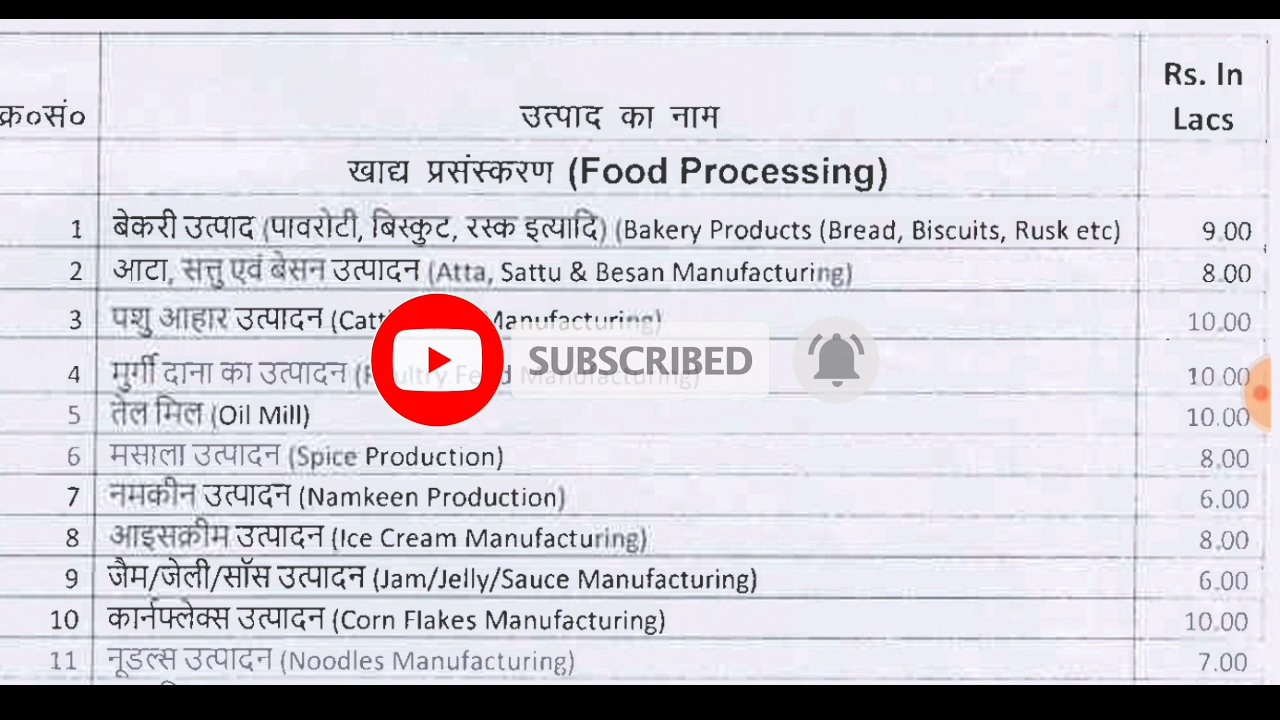 Rs. In
क्र०सं० उत्पाद का नाम Lacs
खाद्य प्रसंस्करण (Food Processing)
1 बेकरी उत्पाद (पावरोटी, बिस्कुट, रस्क इत्यादि) (Bakery Products (Bread, Biscuits, Rusk etc) 9.00
2 आटा, सत्तु एवं बेसन उत्पादन (Atta, Sattu & Besan Manufacturing) 8.00
3 पशु आहार उत्पादन Manufacturing) 10.00
4 मुर्गी दाना का उत्पादन (Poultry Feed Manufacturing) 10.00
SUBSCRIBED
5 तेल मिल (Oil Mill) 10.00
6 मसाला उत्पादन (Spice Production) 8.00
7 नमकीन उत्पादन (Namkeen Production) 6.00
8 आइसक्रीम उत्पादन (Ice Cream Manufacturing) 8.00
9 जैम/जेली/सॉस उत्पादन (Jam/Jelly/Sauce Manufacturing) 6.00
10 कार्नफ्लेक्स उत्पादन (Corn Flakes Manufacturing) 10.00
11 नूडल्स उत्पादन (Noodles Manufacturing) 7.00